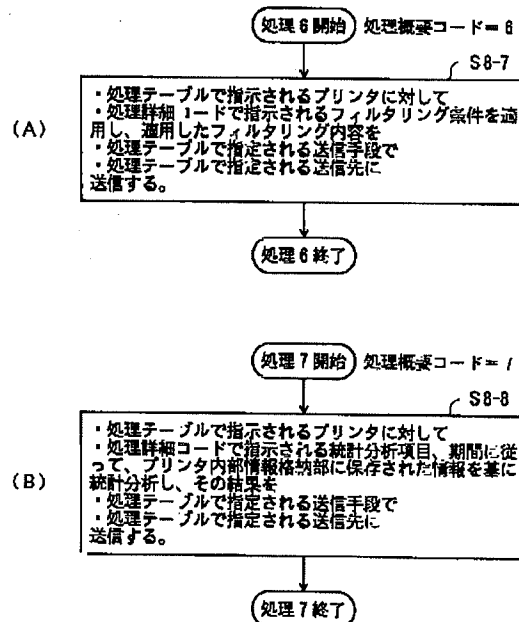 処理6開始 処理概要コード=6
S8-7
(A)
・処理テーブルで指示されるプリンタに対して
・処理詳細コードで指示されるフィルタリング条件を適
用し、適用したフィルタリング内容を
・処理テーブルで指定される送信手段で
・処理テーブルで指定される送信先に
送信する。
処理6終了
処理7開始 処理概要コード=7
S8-8
(B)
・処理テーブルで指示されるプリンタに対して
・処理詳細コードで指示される統計分析項目、期間に従
って、プリンタ内部情報格納部に保存された情報を基に
統計分析し、その結果を
・処理テーブルで指定される送信手段で
・処理テーブルで指定される送信先に
送信する。
処理7終了